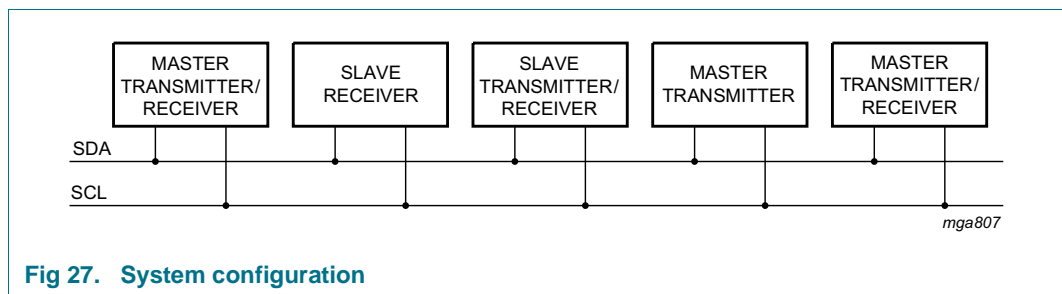 MASTER
TRANSMITTER/
RECEIVER
SLAVE
RECEIVER
SLAVE
TRANSMITTER/
RECEIVER
MASTER
TRANSMITTER
MASTER
TRANSMITTER/
RECEIVER
SDA
SCL
mga807
Fig 27. System configuration